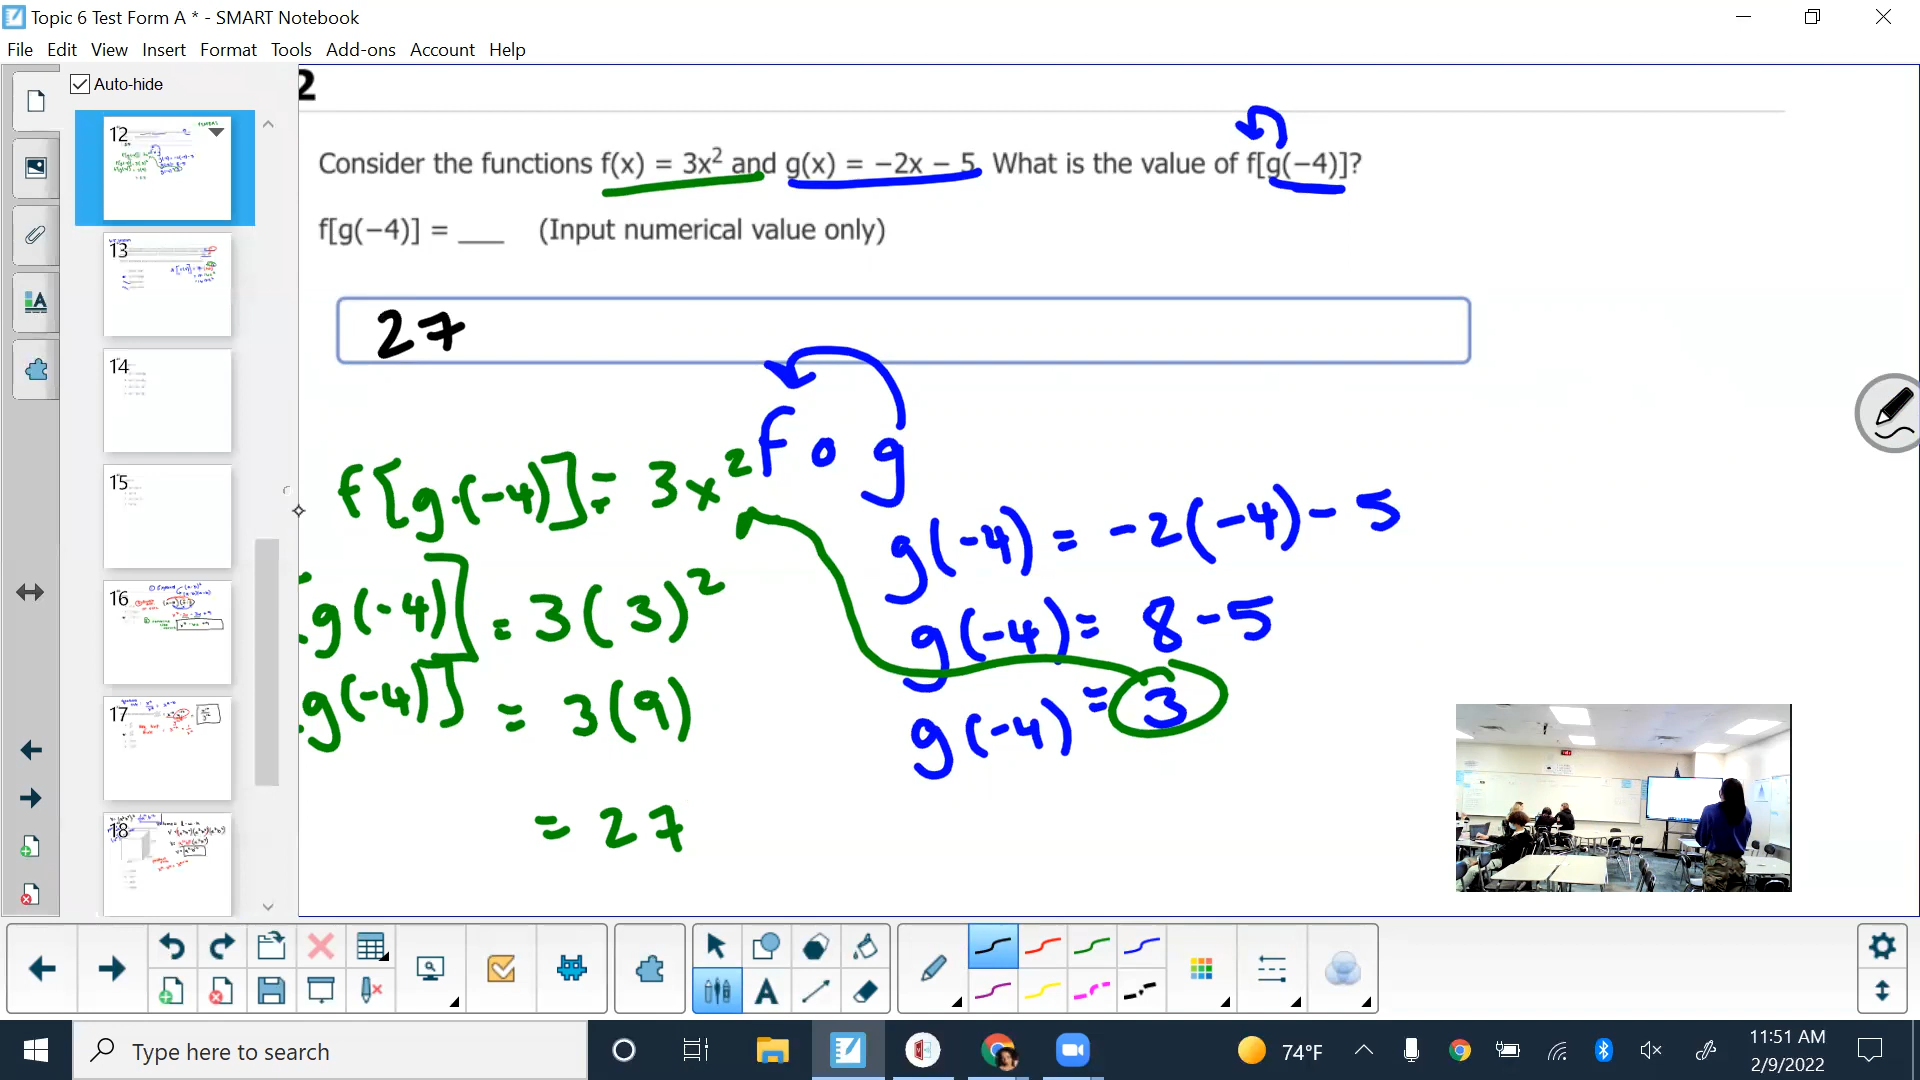 Topic 6 Test Form A * - SMART Notebook
File Edit View Insert Format Tools Add-ons Account Help
Auto-hide
12
13
14
15
16
17
18
2
Consider the functions f(x) = 3x² and g(x) = −2x − 5. What is the value of f[g(−4)]?
f[g(−4)] = ___ (Input numerical value only)
27
f o g
f[g(-4)] = 3x²
g(-4) = -2(-4) - 5
g(-4)] = 3(3)²
g(-4) = 8 - 5
g(-4)] = 3(9)
g(-4) = 3
= 27
Type here to search
74°F
11:51 AM
2/9/2022